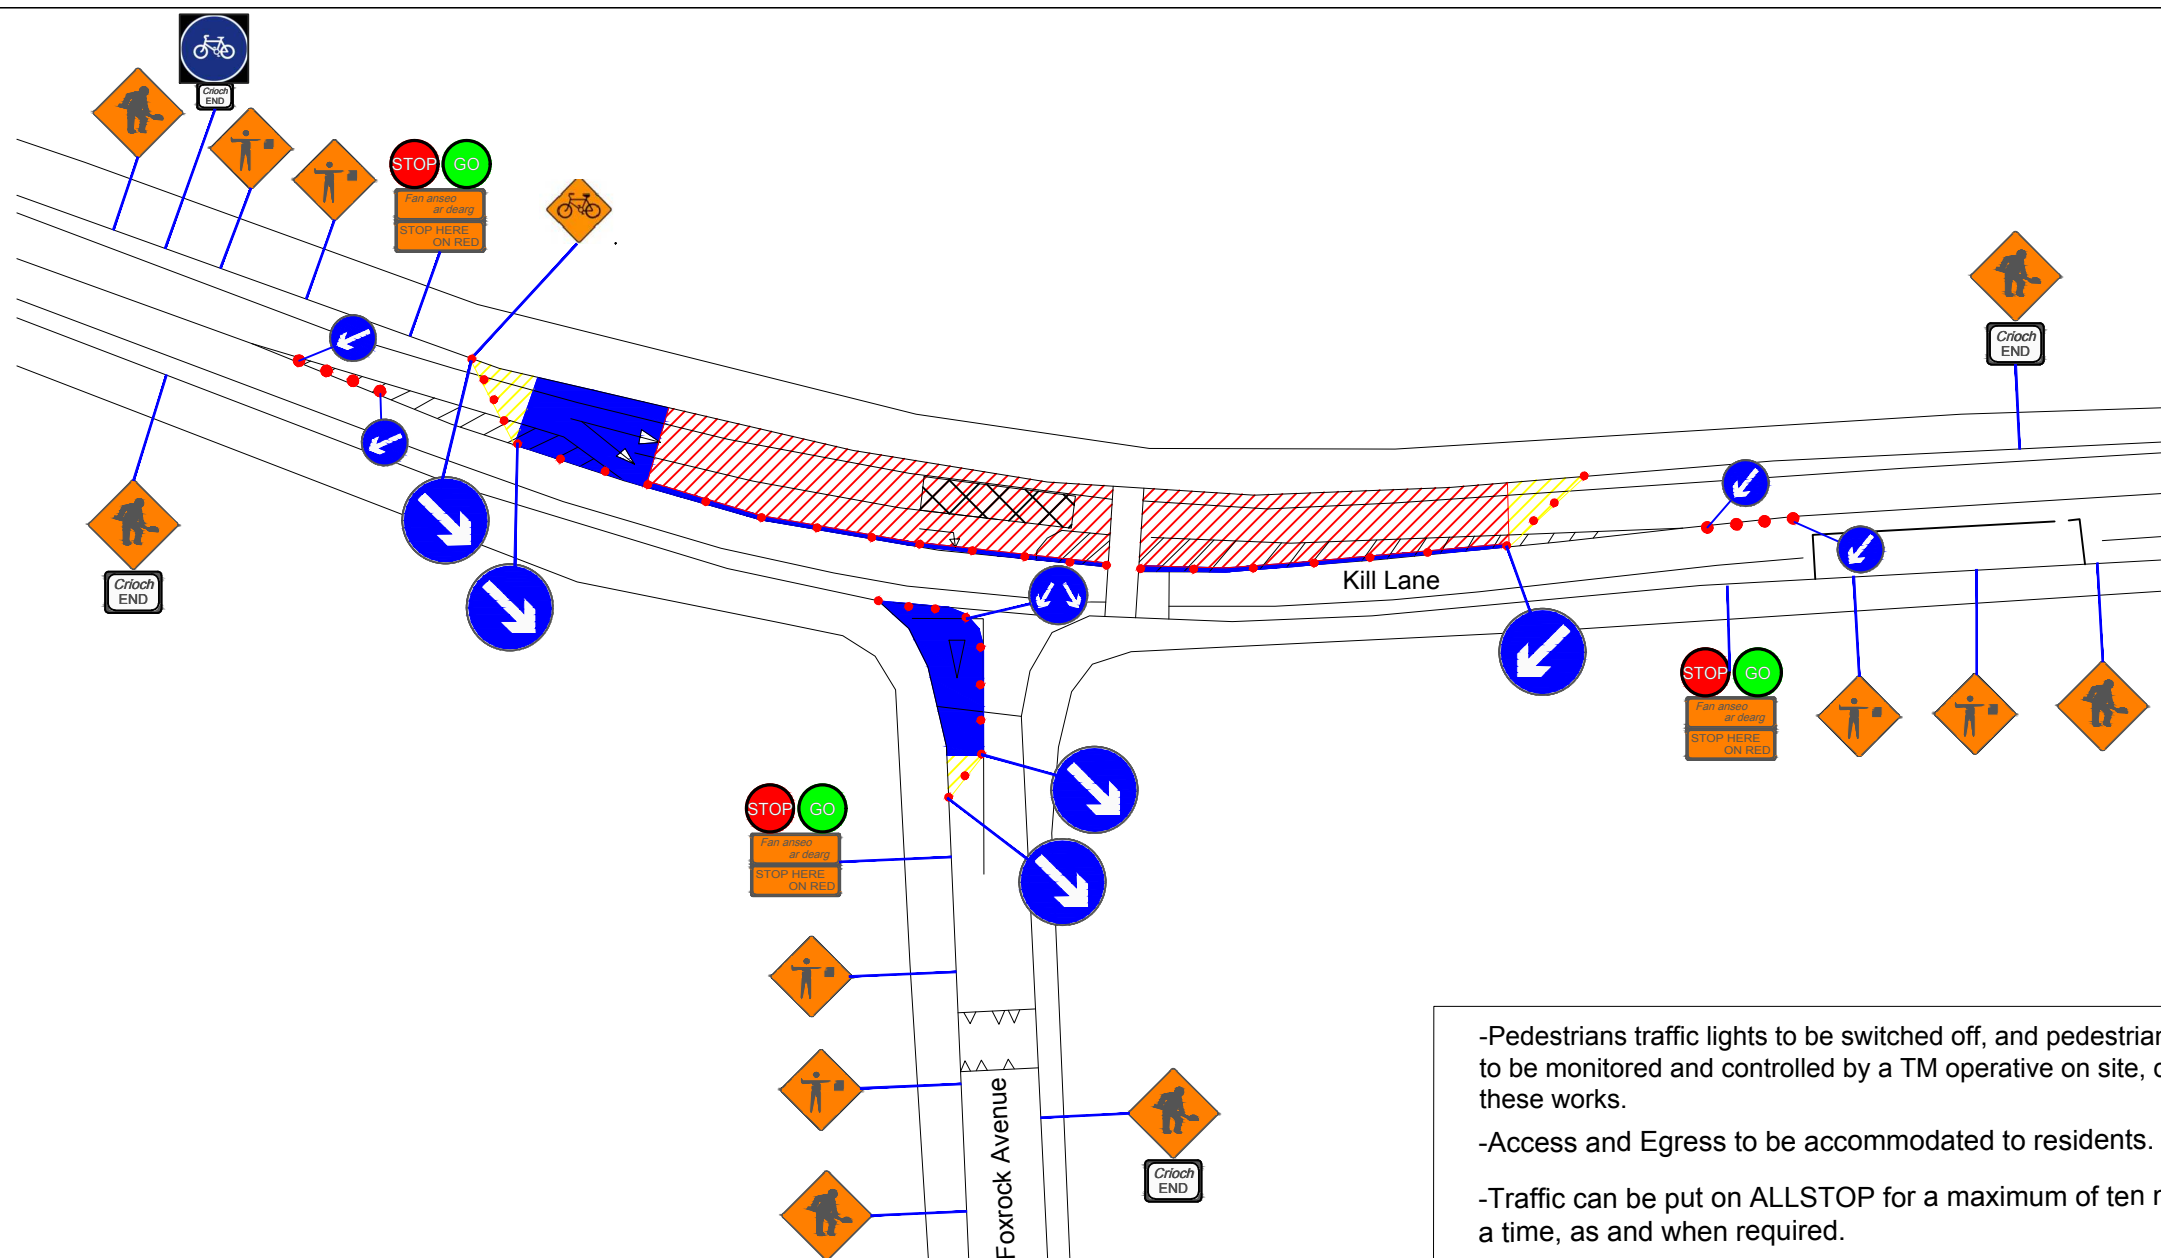 Crioch
END
STOP GO
Fan anseo
ar dearg
STOP HERE
ON RED
Crioch
END
Crioch
END
Kill Lane
STOP GO
Fan anseo
ar dearg
STOP HERE
ON RED
STOP GO
Fan anseo
ar dearg
STOP HERE
ON RED
Foxrock Avenue
Crioch
END
-Pedestrians traffic lights to be switched off, and
to be monitored and controlled by a TM operative on site,
these works.
-Access and Egress to be accommodated to residents.
-Traffic can be put on ALLSTOP for a maximum of ten
a time, as and when required.